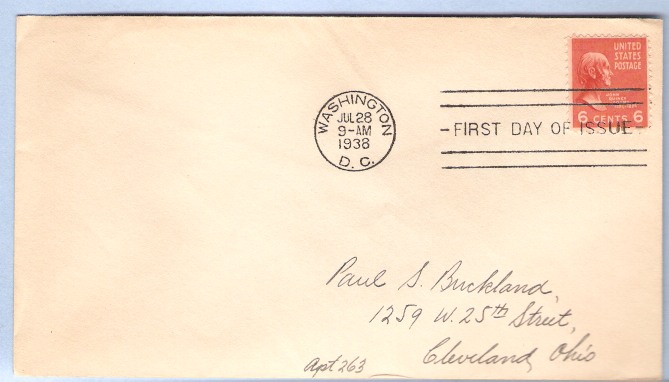 UNITED
STATES
POSTAGE
6 CENTS 6
WASHINGTON
JUL 28
9-AM
1938
D. C.
FIRST DAY OF ISSUE
Paul S. Buckland,
1259 W. 25th Street,
Cleveland, Ohio
Apt 263